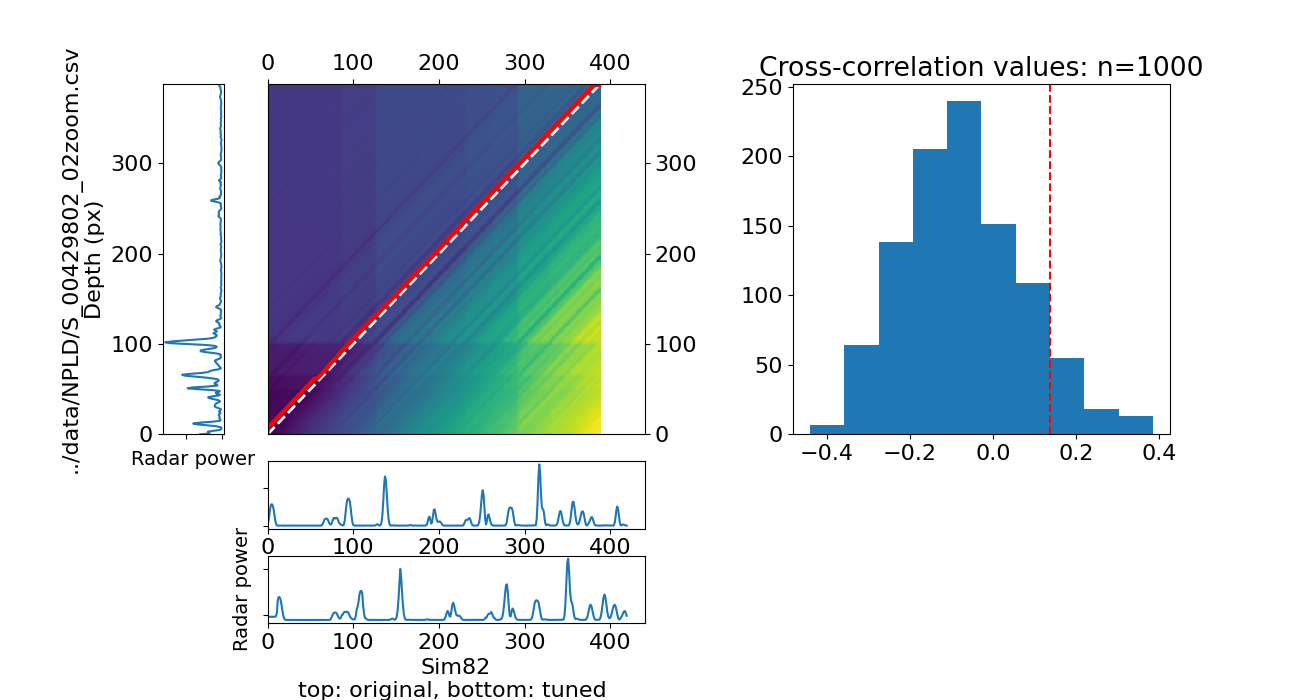 Cross-correlation values: n=1000
0 100 200 300 400
../data/NPLD/S_00429802_02zoom.csv
Depth (px)
300
200
100
0
Radar power
300
200
100
0
250
200
150
100
50
0
−0.4 −0.2 0.0 0.2 0.4
0 100 200 300 400
Radar power
0 100 200 300 400
Sim82
top: original, bottom: tuned